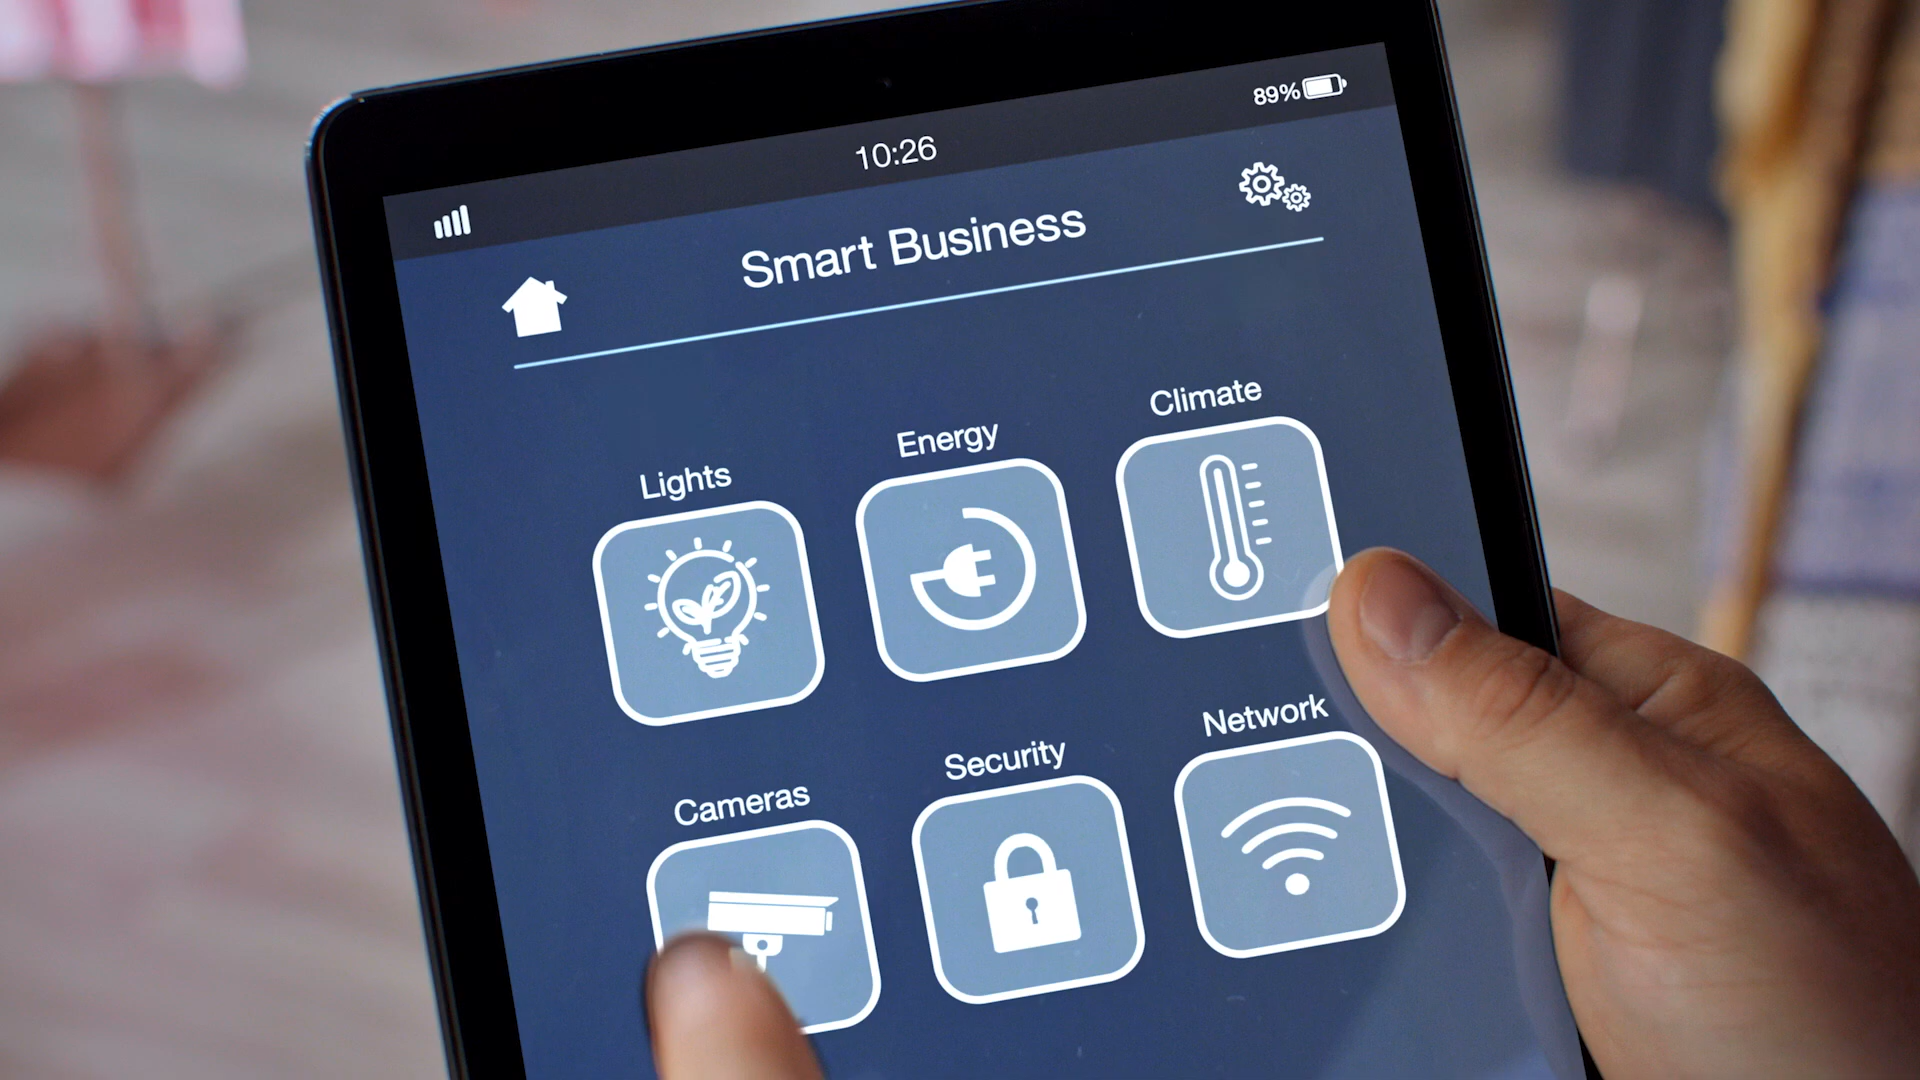 89%
10:26
Smart Business
Lights
Energy
Climate
Cameras
Security
Network